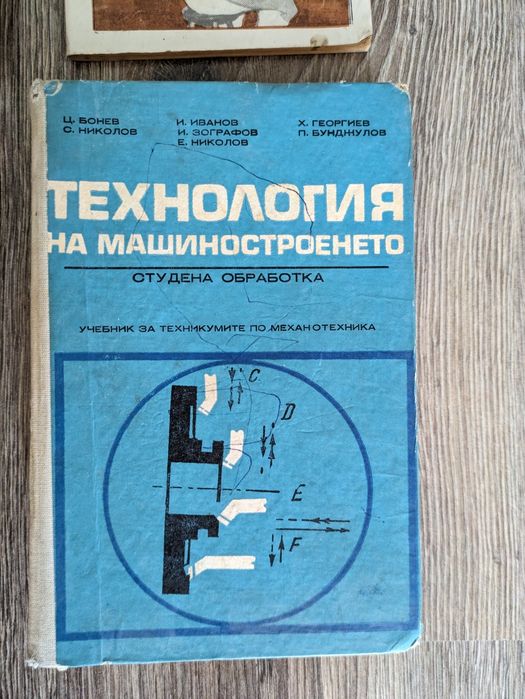 Ц. БОНЕВ И. ИВАНОВ Х. ГЕОРГИЕВ
С. НИКОЛОВ И. ЗОГРАФОВ П. БУНДЖУЛОВ
Е. НИКОЛОВ
ТЕХНОЛОГИЯ
НА МАШИНОСТРОЕНЕТО
СТУДЕНА ОБРАБОТКА
УЧЕБНИК ЗА ТЕХНИКУМИТЕ ПО МЕХАНОТЕХНИКА
C
D
E
F